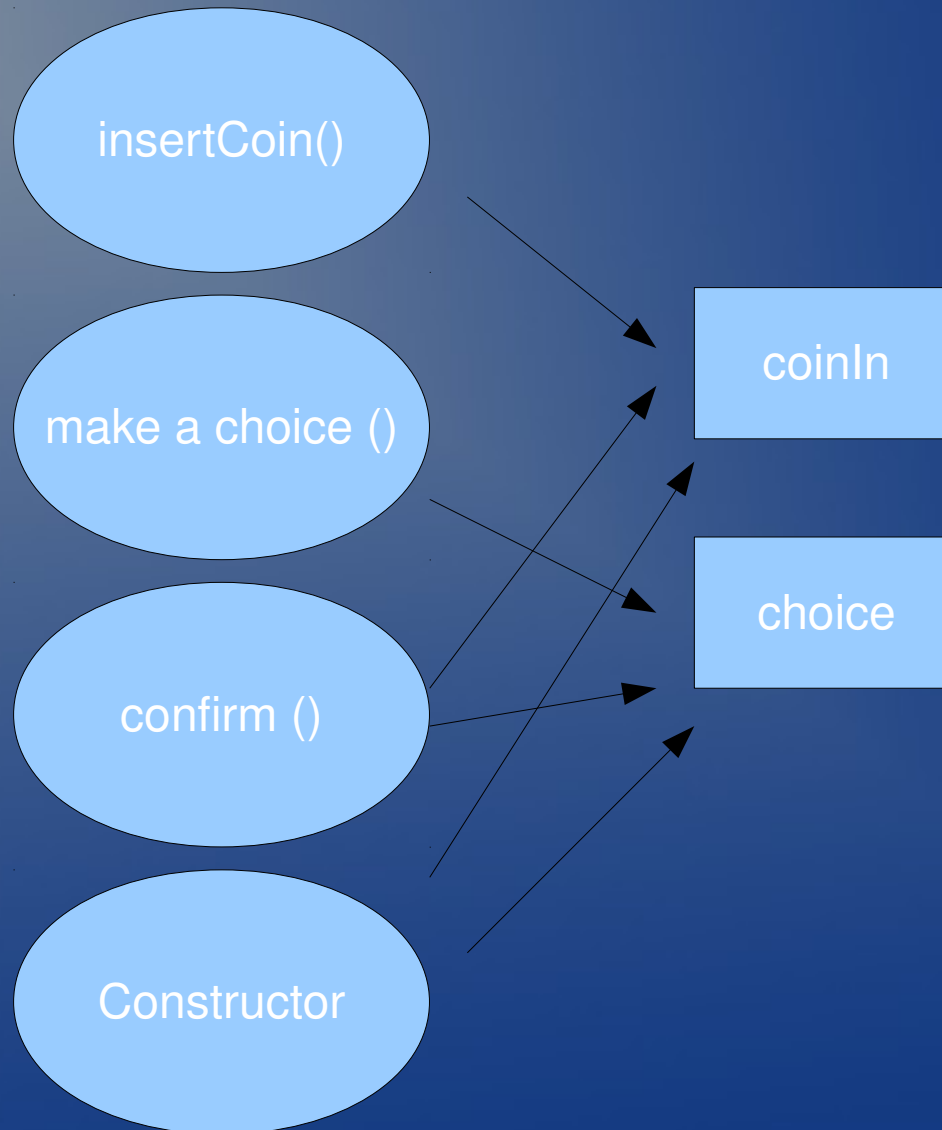 insertCoin()
make a choice ()
confirm ()
Constructor
coinIn
choice